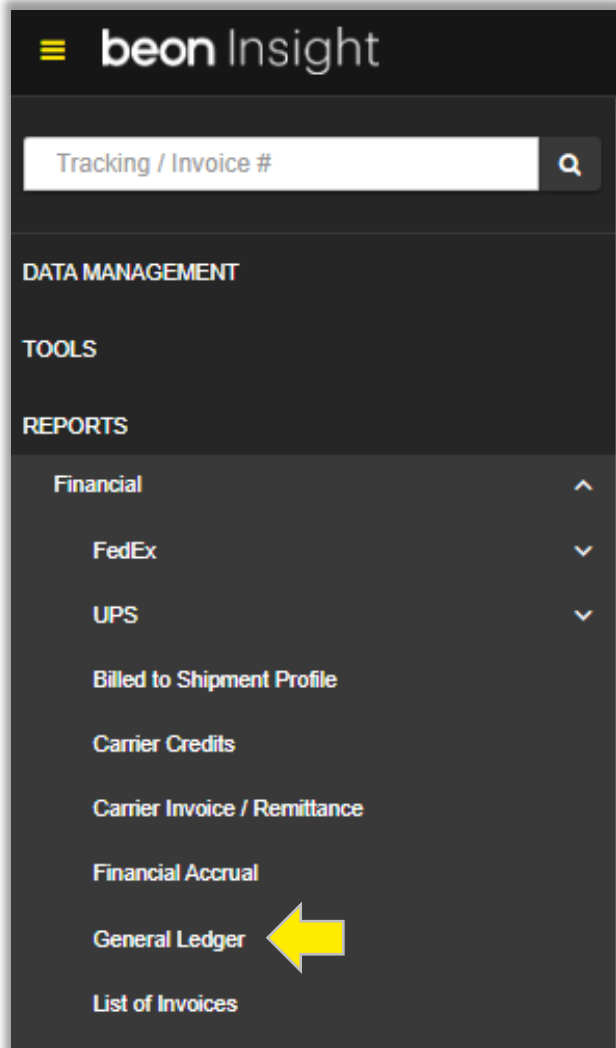 beon Insight
Tracking / Invoice #
DATA MANAGEMENT
TOOLS
REPORTS
Financial
FedEx
UPS
Billed to Shipment Profile
Carrier Credits
Carrier Invoice / Remittance
Financial Accrual
General Ledger
List of Invoices